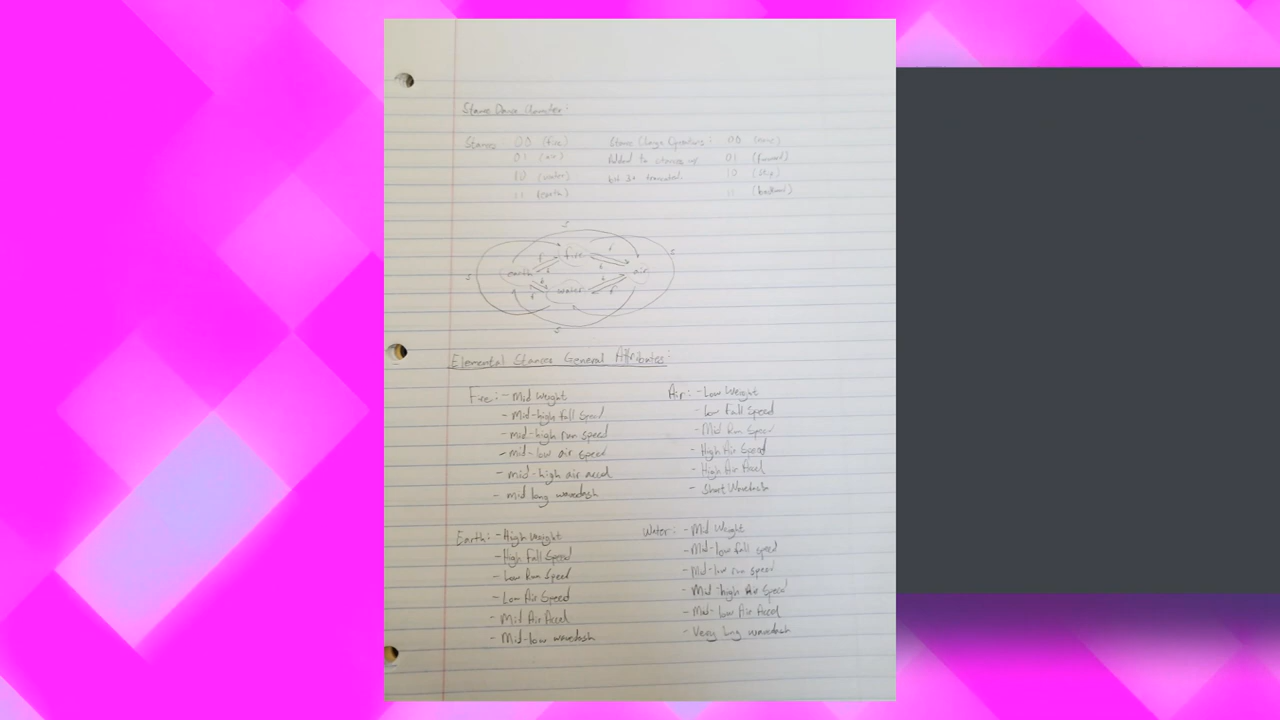 Stance Dance Character:
Stances 00 (fire) Stance Change Operations: 00 (none)
01 (air) Added to stances w/ 01 (forward)
10 (water) bit 3+ truncated. 10 (skip)
11 (earth) 11 (backward)
s
fire
f f
b b
s s
earth air
b b
water
f f
s
Elemental Stances General Attributes:
Fire: - Mid Weight
- Mid-high fall Speed
- mid-high run speed
- mid-low air speed
- mid-high air accel
- mid long wavedash
Air: - Low Weight
- Low Fall Speed
- Mid Run Speed
- High Air Speed
- High Air Accel
- Short Wavedash
Earth: - High Weight
- High Fall Speed
- Low Run Speed
- Low Air Speed
- Mid Air Accel
- Mid-low wavedash
Water: - Mid Weight
- Mid-low fall speed
- Mid-low run speed
- Mid-high Air Speed
- Mid-low Air Accel
- Very long wavedash